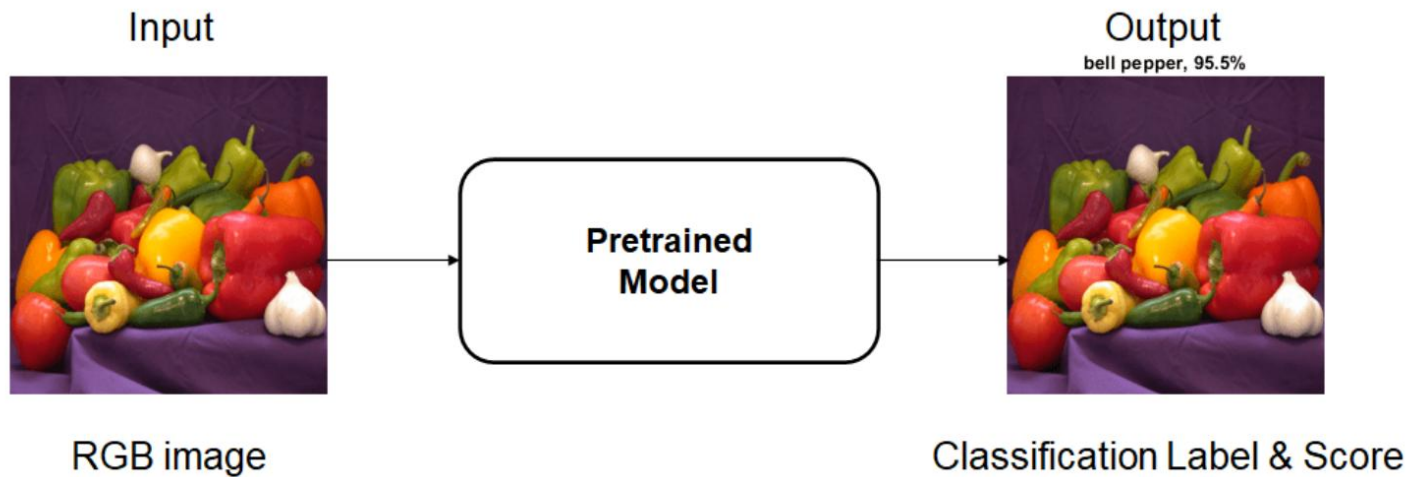 Input
Output
bell pepper, 95.5%
Pretrained
Model
RGB image
Classification Label & Score